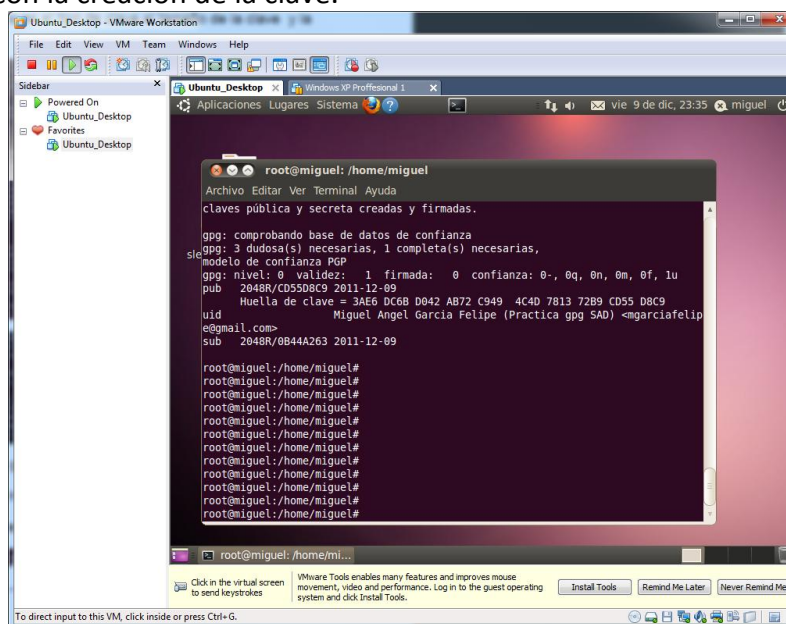 con la creación de la clave.
Ubuntu_Desktop - VMware Workstation
File Edit View VM Team Windows Help
Sidebar
Powered On
Ubuntu_Desktop
Favorites
Ubuntu_Desktop
Ubuntu_Desktop
Windows XP Proffesional 1
Aplicaciones Lugares Sistema vie 9 de dic, 23:35 miguel
root@miguel: /home/miguel
Archivo Editar Ver Terminal Ayuda
claves pública y secreta creadas y firmadas.
gpg: comprobando base de datos de confianza
gpg: 3 dudosa(s) necesarias, 1 completa(s) necesarias,
modelo de confianza PGP
gpg: nivel: 0 validez: 1 firmada: 0 confianza: 0-, 0q, 0n, 0m, 0f, 1u
pub 2048R/CD55D8C9 2011-12-09
Huella de clave = 3AE6 DC6B D042 AB72 C949 4C4D 7813 72B9 CD55 D8C9
uid Miguel Angel Garcia Felipe (Practica gpg SAD) <mgarciafelip
e@gmail.com>
sub 2048R/0B44A263 2011-12-09
root@miguel:/home/miguel#
root@miguel:/home/miguel#
root@miguel:/home/miguel#
root@miguel:/home/miguel#
root@miguel:/home/miguel#
root@miguel:/home/miguel#
root@miguel:/home/miguel#
root@miguel:/home/miguel#
root@miguel:/home/miguel#
root@miguel:/home/miguel#
root@miguel:/home/miguel#
root@miguel:/home/miguel#
root@miguel: /home/mi...
Click in the virtual screen
to send keystrokes
VMware Tools enables many features and improves mouse
movement, video and performance. Log in to the guest operating
system and click Install Tools.
Install Tools
Remind Me Later
Never Remind Me
To direct input to this VM, click inside or press Ctrl+G.